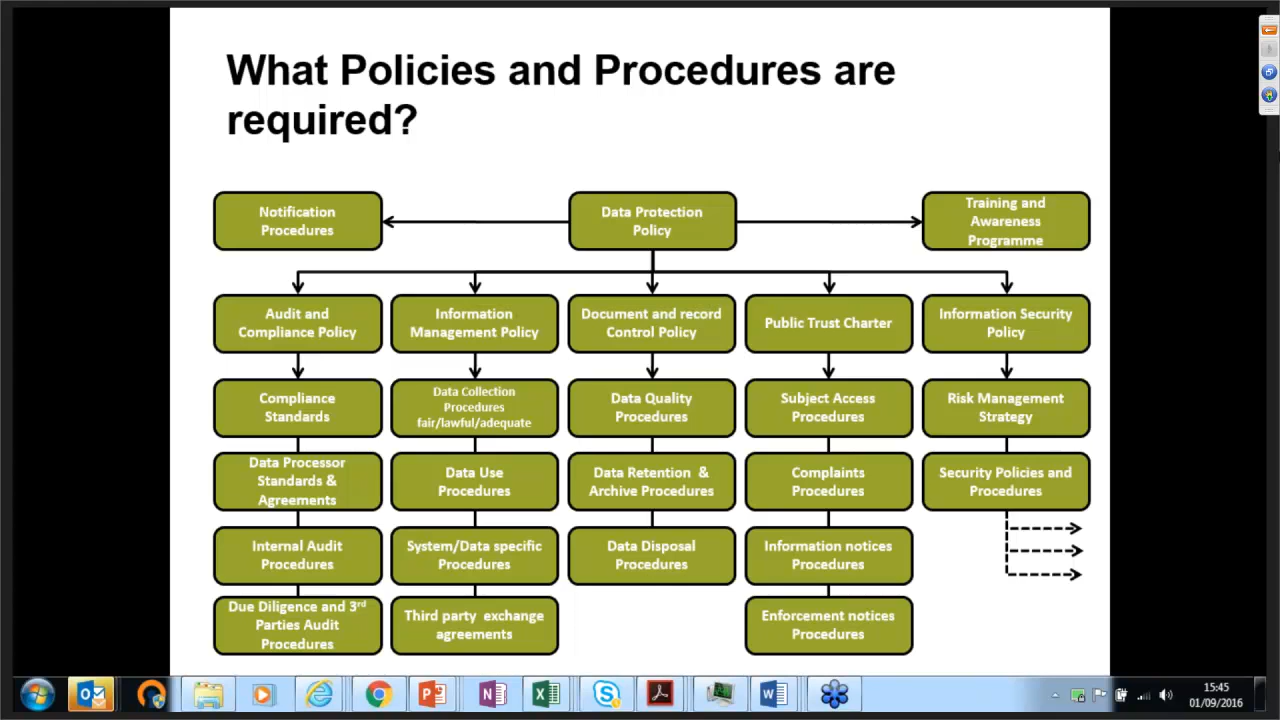 What Policies and Procedures are
required?
Notification
Procedures
Data Protection
Policy
Training and
Awareness
Programme
Audit and
Compliance Policy
Information
Management Policy
Document and record
Control Policy
Public Trust Charter
Information Security
Policy
Compliance
Standards
Data Collection
Procedures
fair/lawful/adequate
Data Quality
Procedures
Subject Access
Procedures
Risk Management
Strategy
Data Processor
Standards &
Agreements
Data Use
Procedures
Data Retention &
Archive Procedures
Complaints
Procedures
Security Policies and
Procedures
Internal Audit
Procedures
System/Data specific
Procedures
Data Disposal
Procedures
Information notices
Procedures
Due Diligence and 3rd
Parties Audit
Procedures
Third party exchange
agreements
Enforcement notices
Procedures
15:45
01/09/2016